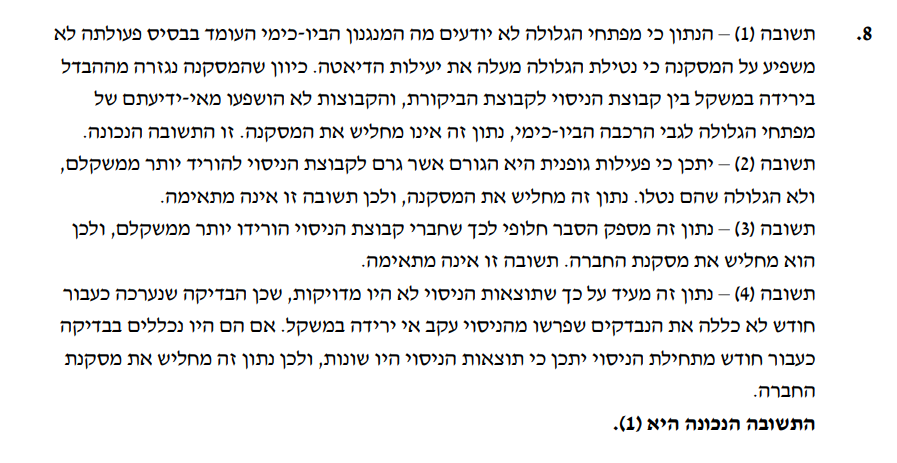 8. תשובה (1) – הנתון כי מפתחי הגלולה לא יודעים מה המנגנון הביו-כימי העומד בבסיס פעולתה לא
משפיע על המסקנה כי נטילת הגלולה מעלה את יעילות הדיאטה. כיוון שהמסקנה נגזרה מההבדל
בירידה במשקל בין קבוצת הניסוי לקבוצת הביקורת, והקבוצות לא הושפעו מאי-ידיעתם של
מפתחי הגלולה לגבי הרכבה הביו-כימי, נתון זה אינו מחליש את המסקנה. זו התשובה הנכונה.
תשובה (2) – יתכן כי פעילות גופנית היא הגורם אשר גרם לקבוצת הניסוי להוריד יותר ממשקלם,
ולא הגלולה שהם נטלו. נתון זה מחליש את המסקנה, ולכן תשובה זו אינה מתאימה.
תשובה (3) – נתון זה מספק הסבר חלופי לכך שחברי קבוצת הניסוי הורידו יותר ממשקלם, ולכן
הוא מחליש את מסקנת החברה. תשובה זו אינה מתאימה.
תשובה (4) – נתון זה מעיד על כך שתוצאות הניסוי לא היו מדויקות, שכן הבדיקה שנערכה כעבור
חודש לא כללה את הנבדקים שפרשו מהניסוי עקב אי ירידה במשקל. אם הם היו נכללים בבדיקה
כעבור חודש מתחילת הניסוי יתכן כי תוצאות הניסוי היו שונות, ולכן נתון זה מחליש את מסקנת
החברה.
התשובה הנכונה היא (1).